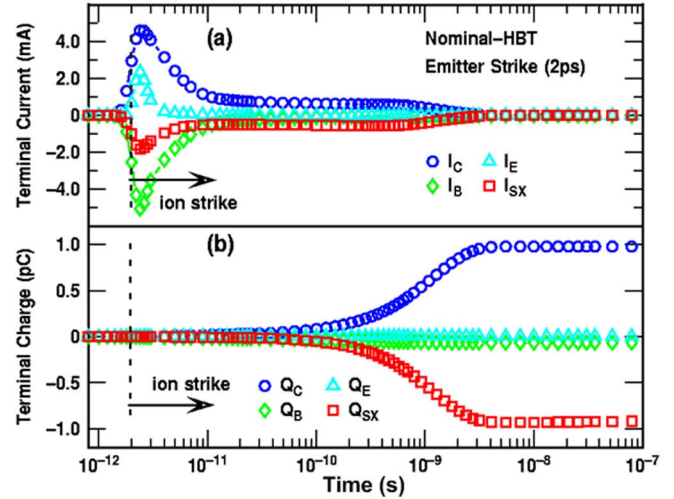 (a)
Nominal–HBT
Emitter Strike (2ps)
Terminal Current (mA)
4.0
2.0
0
-2.0
-4.0
I_C I_E
I_B I_SX
ion strike
(b)
Terminal Charge (pC)
1.0
0.5
0
-0.5
-1.0
ion strike
Q_C Q_E
Q_B Q_SX
10⁻¹² 10⁻¹¹ 10⁻¹⁰ 10⁻⁹ 10⁻⁸ 10⁻⁷
Time (s)